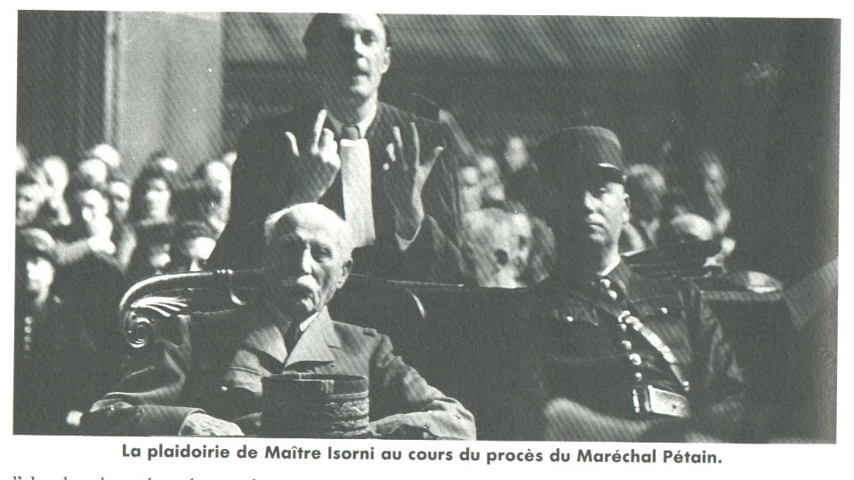 La plaidoirie de Maître Isorni au cours du procès du Maréchal Pétain.